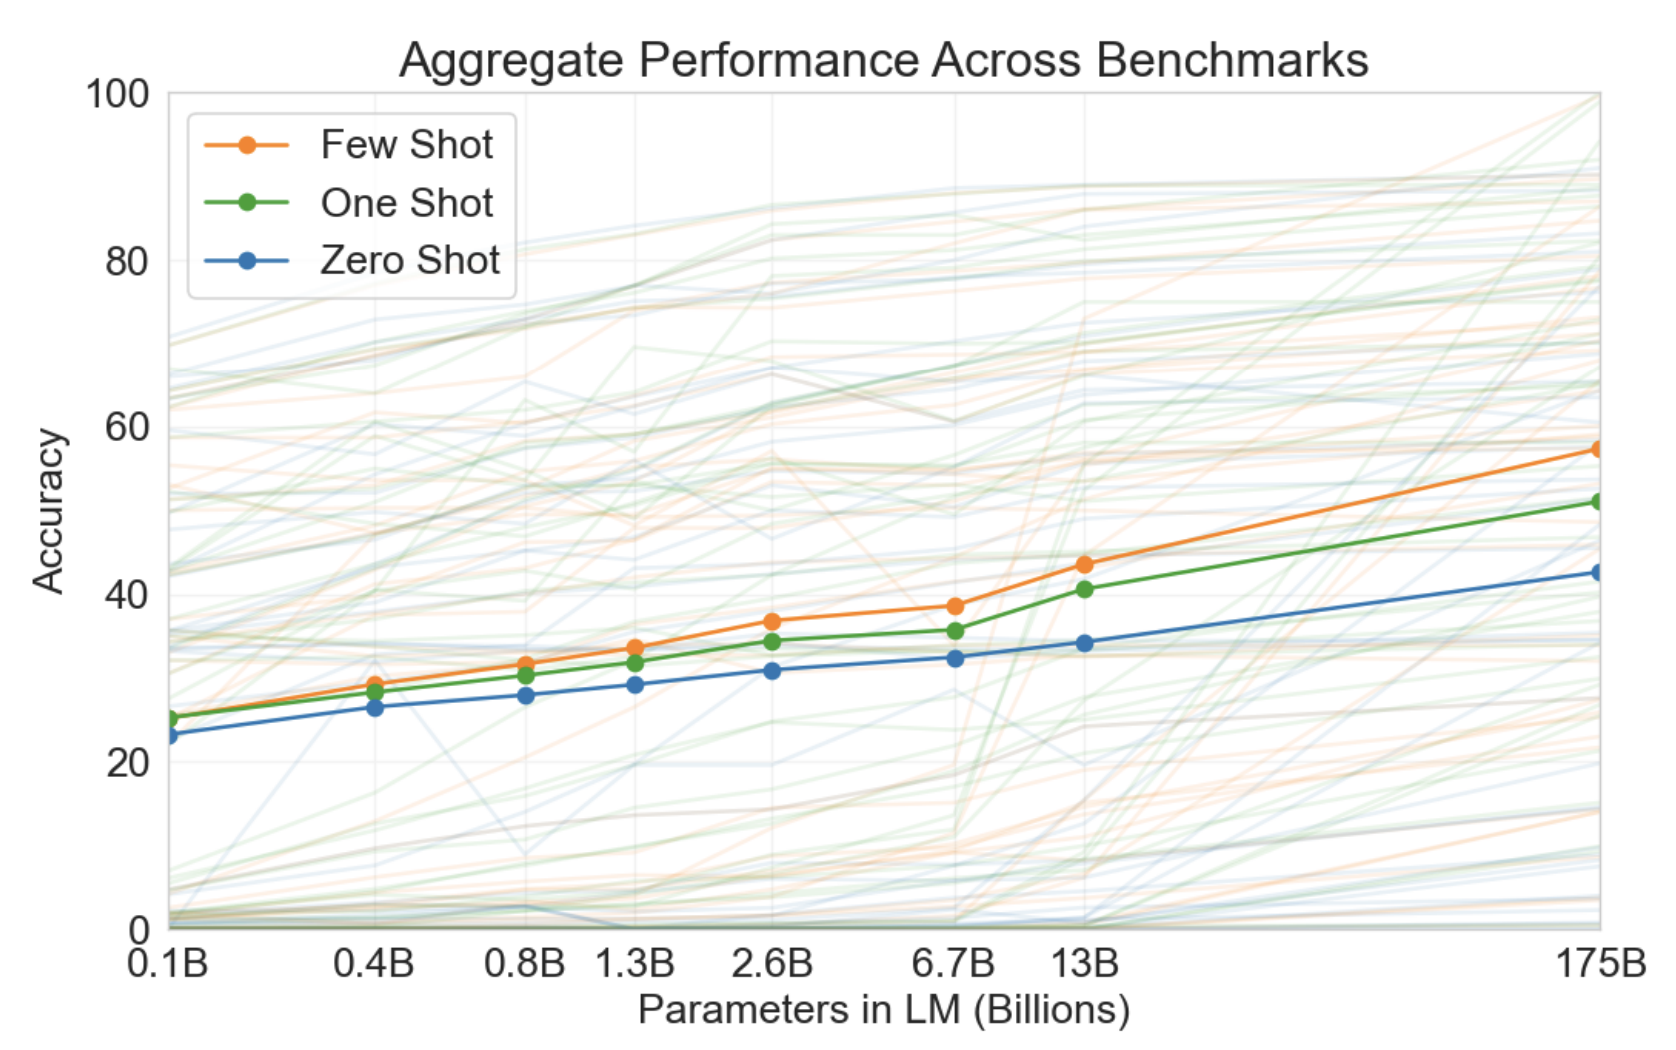 Aggregate Performance Across Benchmarks
100
Few Shot
One Shot
Zero Shot
80
60
40
20
0
Accuracy
0.1B 0.4B 0.8B 1.3B 2.6B 6.7B 13B 175B
Parameters in LM (Billions)